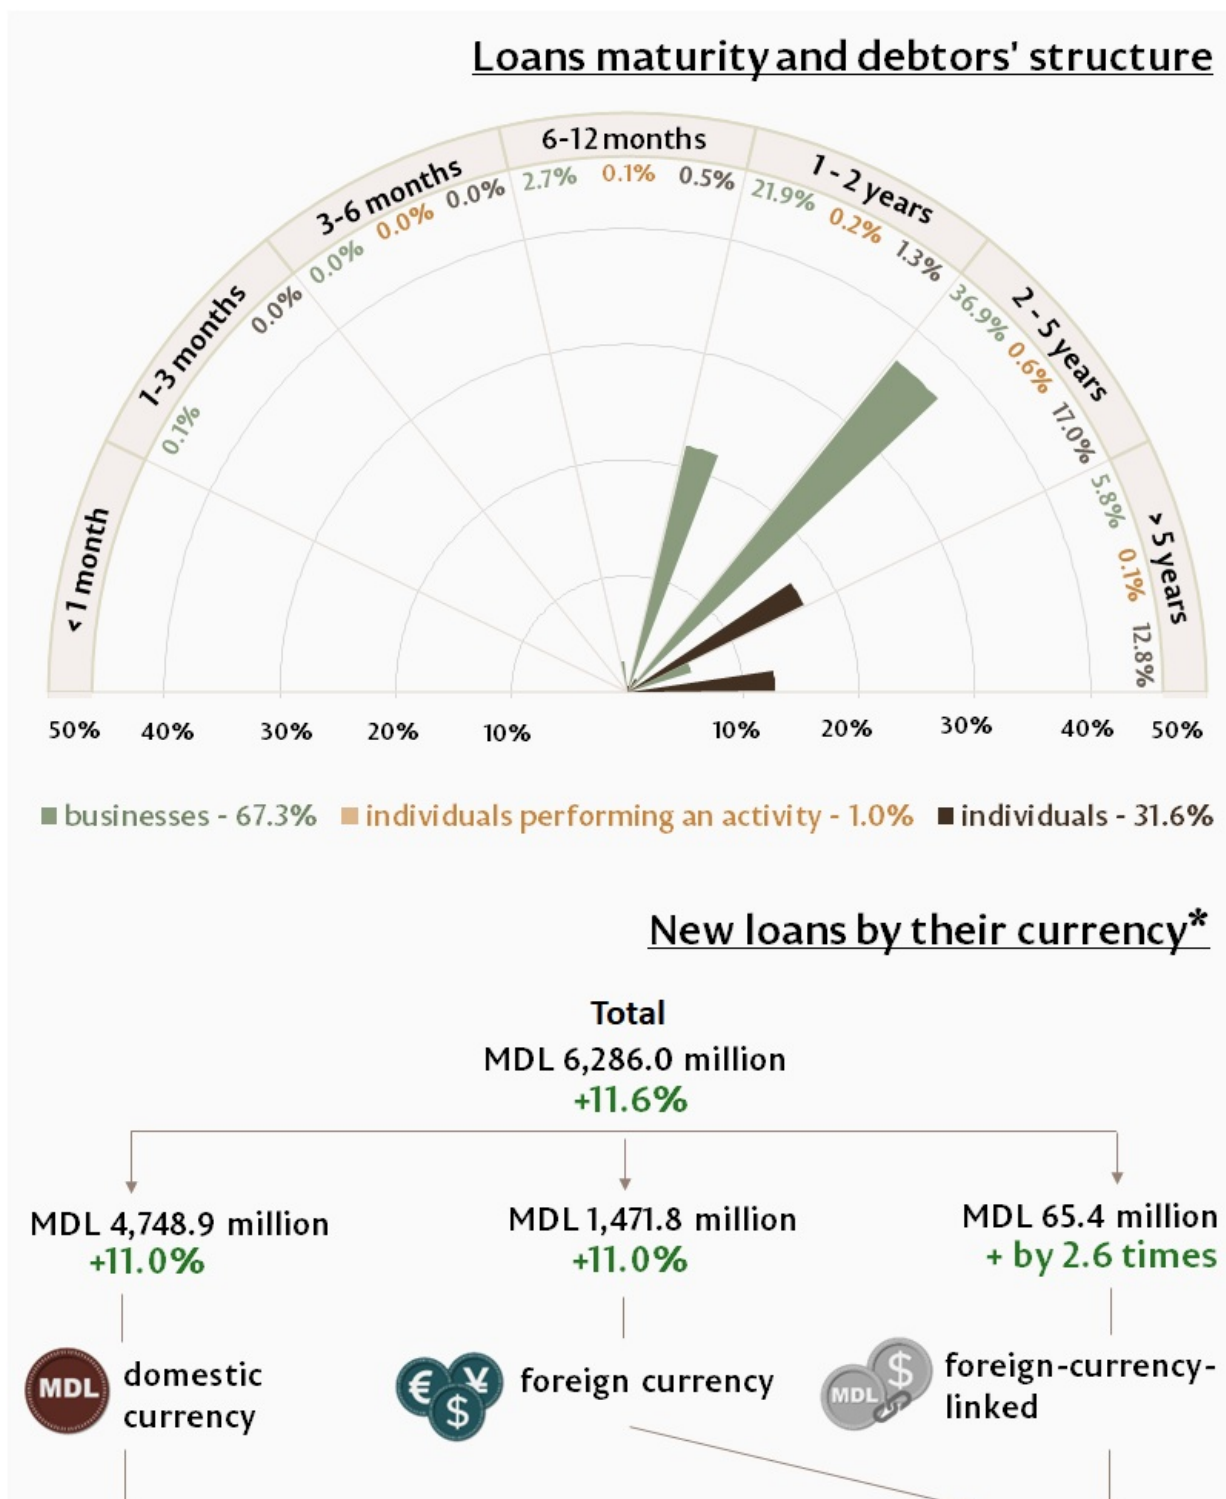 Loans maturity and debtors' structure
< 1 month
1-3 months
0.1%
0.0%
3-6 months
0.0%
0.0%
0.0%
6-12 months
2.7%
0.1%
0.5%
1 - 2 years
21.9%
0.2%
1.3%
2 - 5 years
36.9%
0.6%
17.0%
> 5 years
5.8%
0.1%
12.8%
50% 40% 30% 20% 10% 10% 20% 30% 40% 50%
businesses - 67.3% individuals performing an activity - 1.0% individuals - 31.6%
New loans by their currency*
Total
MDL 6,286.0 million
+11.6%
MDL 4,748.9 million
+11.0%
MDL 1,471.8 million
+11.0%
MDL 65.4 million
+ by 2.6 times
MDL
domestic
currency
€ ¥
$
foreign currency
$
MDL
foreign-currency-
linked